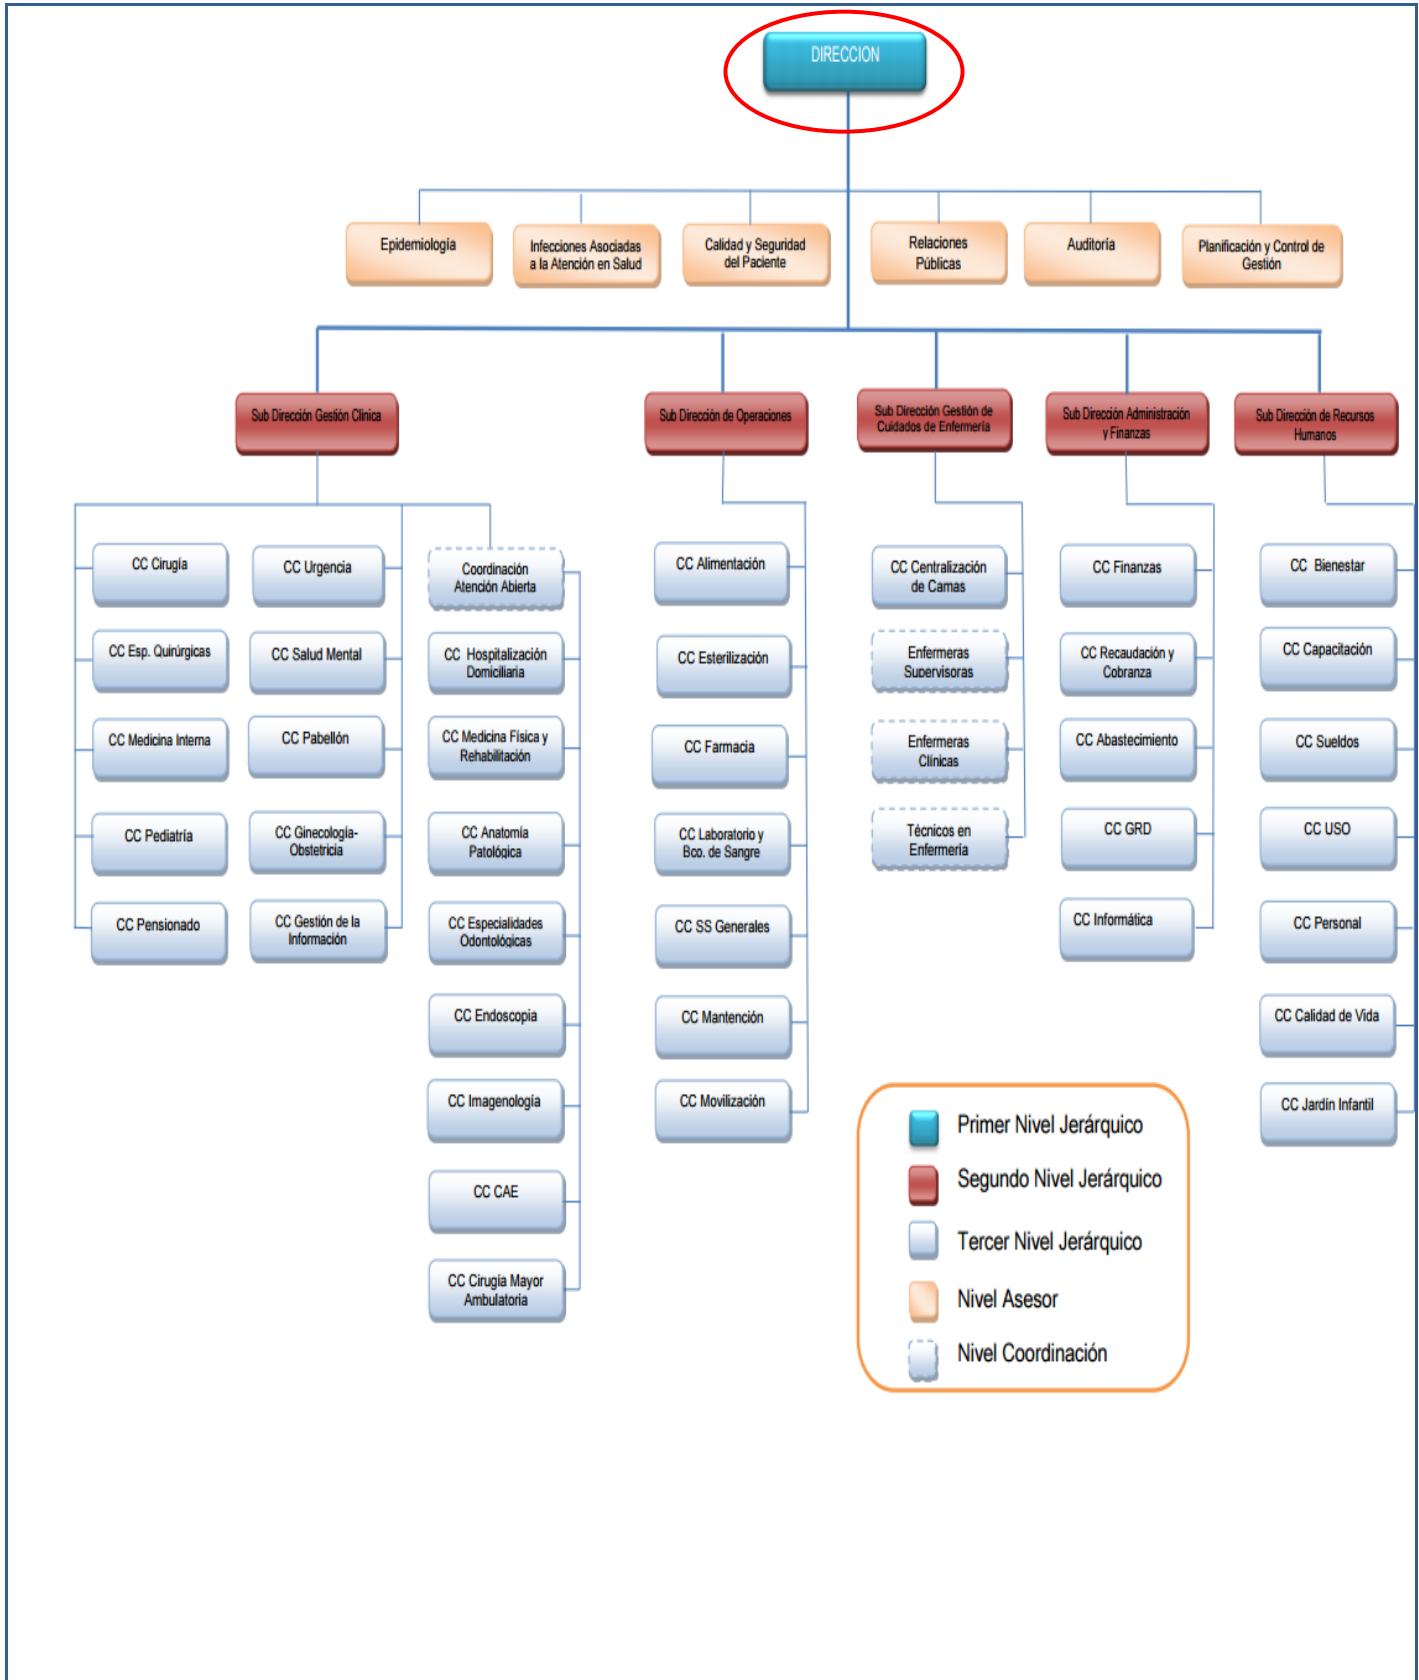 DIRECCION
Epidemiología
Infecciones Asociadas
a la Atención en Salud
Calidad y Seguridad
del Paciente
Relaciones
Públicas
Auditoría
Planificación y Control de
Gestión
Sub Dirección Gestión Clínica
Sub Dirección de Operaciones
Sub Dirección Gestión de
Cuidados de Enfermería
Sub Dirección Administración
y Finanzas
Sub Dirección de Recursos
Humanos
CC Cirugía
CC Esp. Quirúrgicas
CC Medicina Interna
CC Pediatría
CC Pensionado
CC Urgencia
CC Salud Mental
CC Pabellón
CC Ginecología-
Obstetricia
CC Gestión de la
Información
Coordinación
Atención Abierta
CC Hospitalización
Domiciliaria
CC Medicina Física y
Rehabilitación
CC Anatomía
Patológica
CC Especialidades
Odontológicas
CC Endoscopia
CC Imagenología
CC CAE
CC Cirugía Mayor
Ambulatoria
CC Alimentación
CC Esterilización
CC Farmacia
CC Laboratorio y
Bco. de Sangre
CC SS Generales
CC Mantención
CC Movilización
CC Centralización
de Camas
Enfermeras
Supervisoras
Enfermeras
Clínicas
Técnicos en
Enfermería
CC Finanzas
CC Recaudación y
Cobranza
CC Abastecimiento
CC GRD
CC Informática
CC Bienestar
CC Capacitación
CC Sueldos
CC USO
CC Personal
CC Calidad de Vida
CC Jardín Infantil
Primer Nivel Jerárquico
Segundo Nivel Jerárquico
Tercer Nivel Jerárquico
Nivel Asesor
Nivel Coordinación